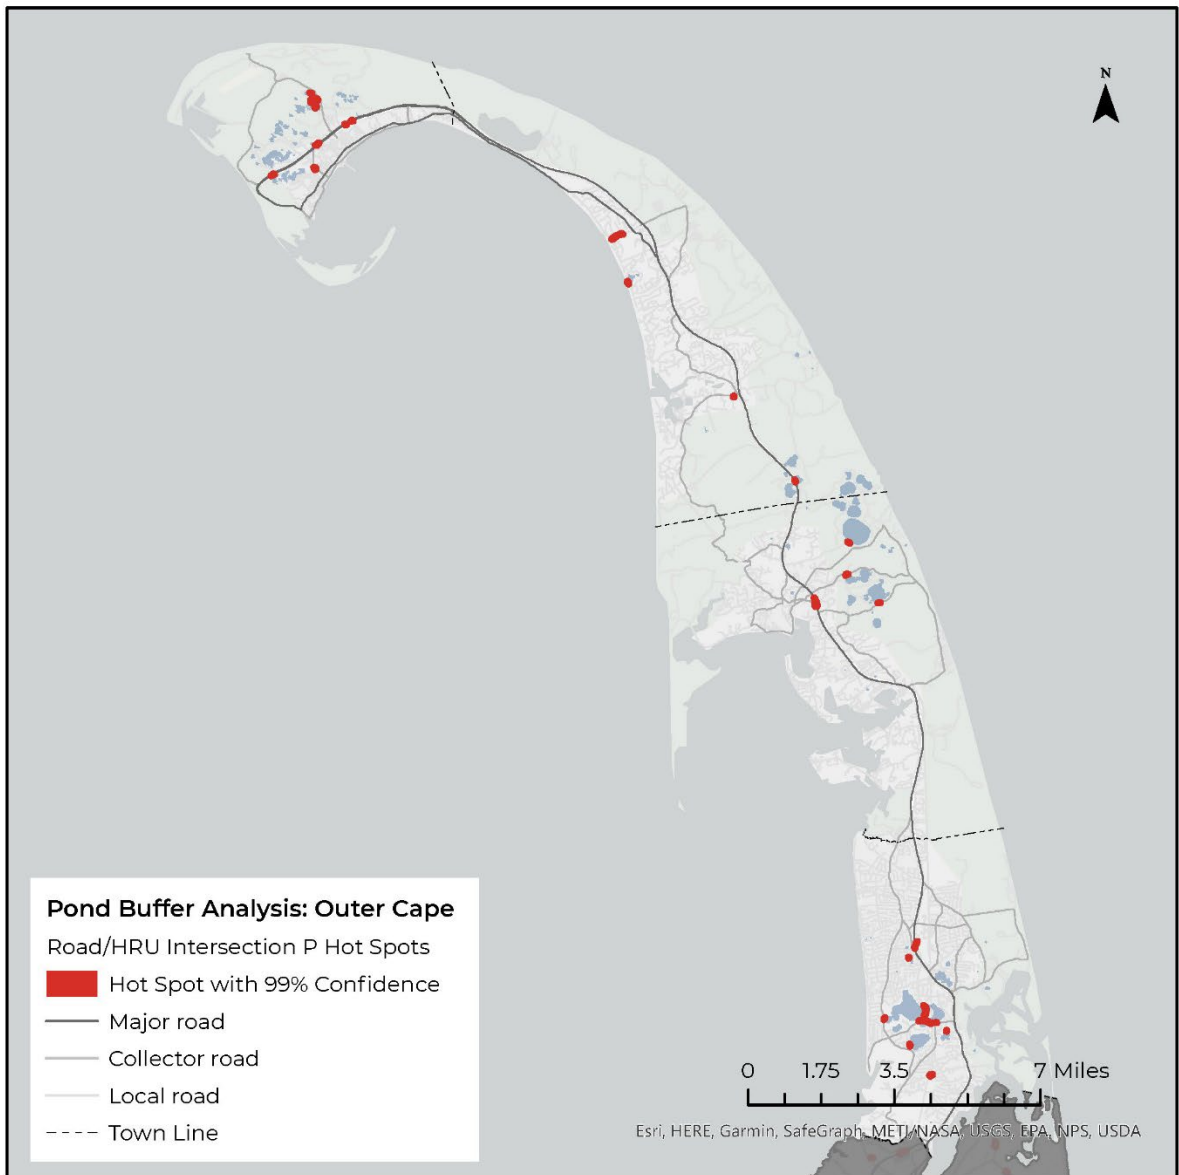 N
Pond Buffer Analysis: Outer Cape
Road/HRU Intersection P Hot Spots
Hot Spot with 99% Confidence
Major road
Collector road
Local road
Town Line
0 1.75 3.5 7 Miles
Esri, HERE, Garmin, SafeGraph, METI/NASA, USGS, EPA, NPS, USDA